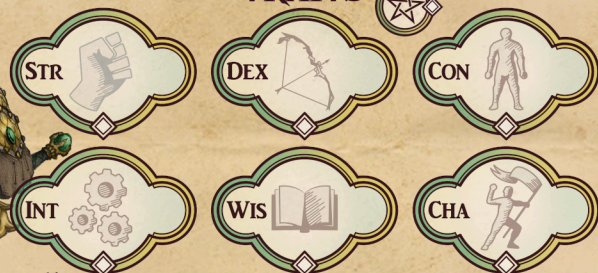 STR
DEX
CON
INT
WIS
CHA